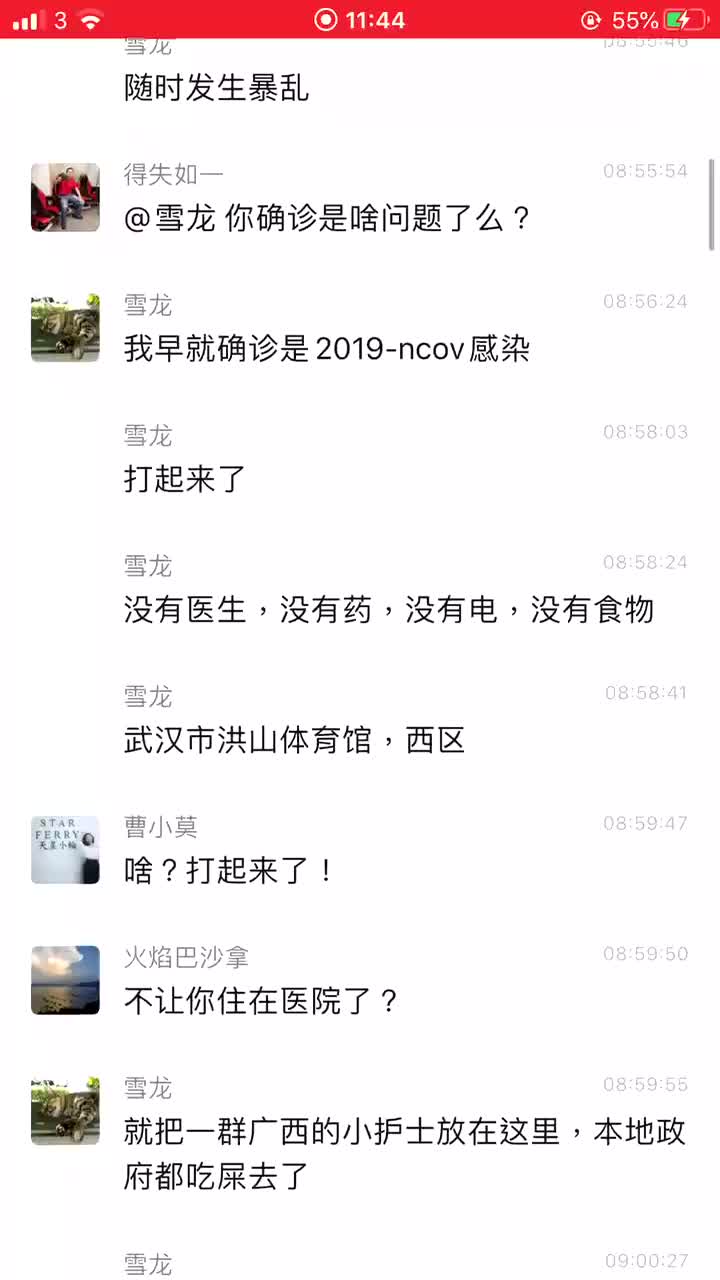 3
11:44
55%
雪龙
08:55:46
随时发生暴乱
得失如一
08:55:54
@雪龙 你确诊是啥问题了么？
雪龙
08:56:24
我早就确诊是2019-ncov感染
雪龙
08:58:03
打起来了
雪龙
08:58:24
没有医生，没有药，没有电，没有食物
雪龙
08:58:41
武汉市洪山体育馆，西区
STAR
FERRY
天星小輪
曹小莫
08:59:47
啥？打起来了！
火焰巴沙拿
08:59:50
不让你住在医院了？
雪龙
08:59:55
就把一群广西的小护士放在这里，本地政
府都吃屎去了
雪龙
09:00:27